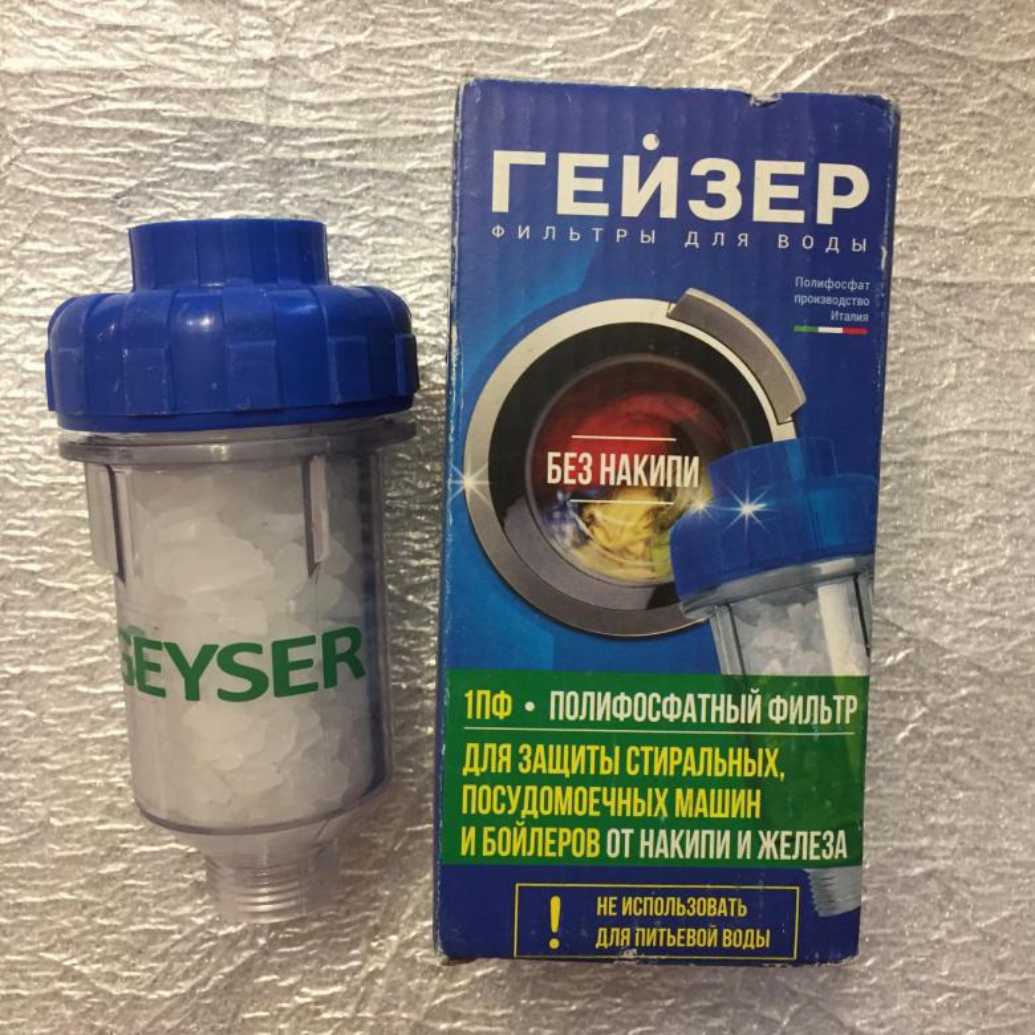 ГЕЙЗЕР
ФИЛЬТРЫ ДЛЯ ВОДЫ
Полифосфат
производство
Италия
БЕЗ НАКИПИ
GEYSER
1ПФ • ПОЛИФОСФАТНЫЙ ФИЛЬТР
ДЛЯ ЗАЩИТЫ СТИРАЛЬНЫХ,
ПОСУДОМОЕЧНЫХ МАШИН
И БОЙЛЕРОВ ОТ НАКИПИ И ЖЕЛЕЗА
! НЕ ИСПОЛЬЗОВАТЬ
ДЛЯ ПИТЬЕВОЙ ВОДЫ